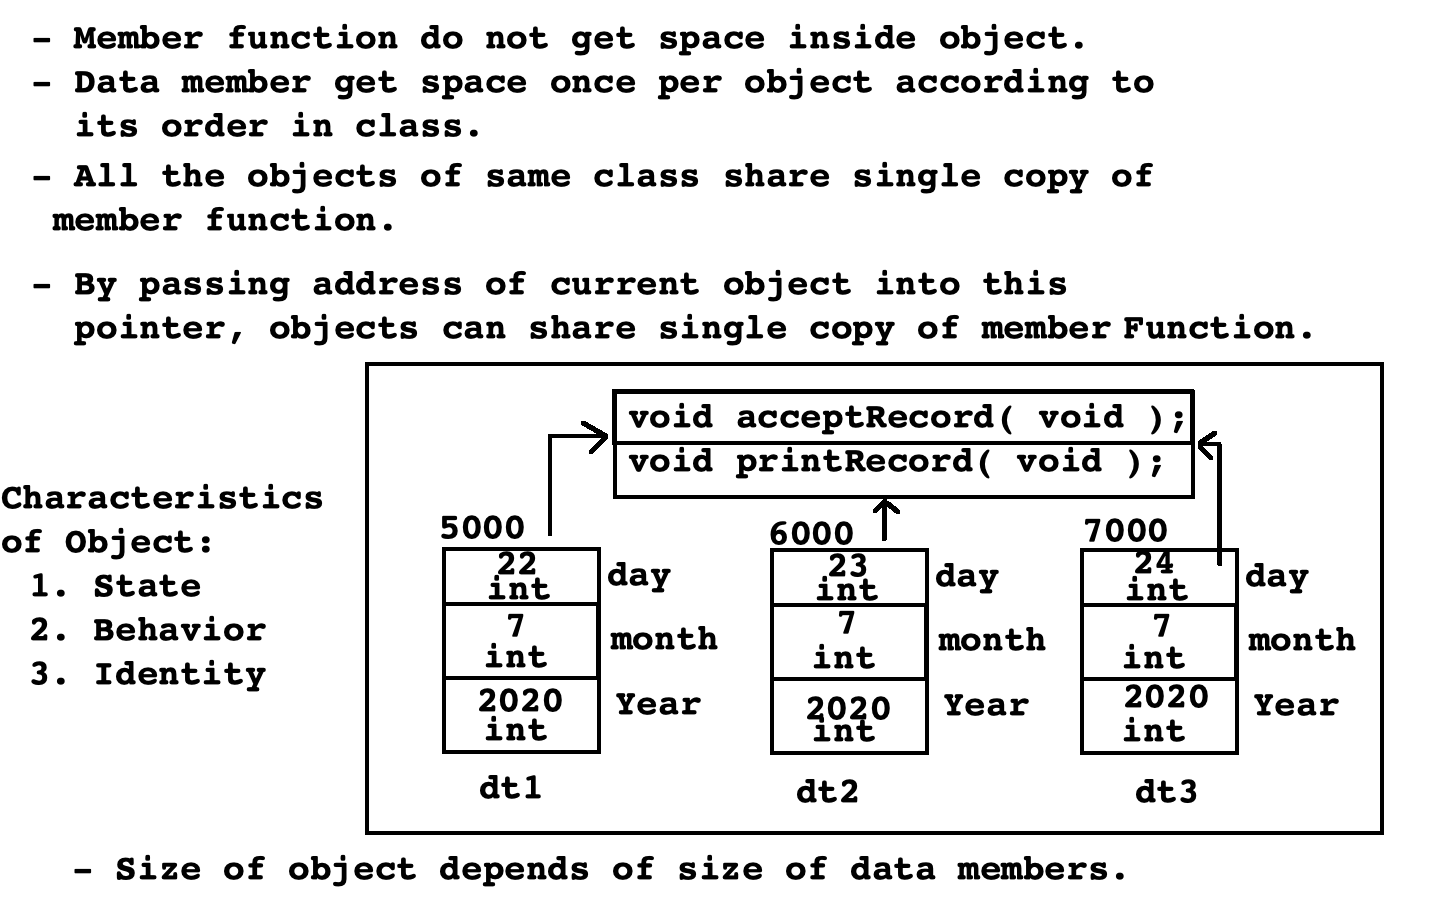 - Member function do not get space inside object.
- Data member get space once per object according to
its order in class.
- All the objects of same class share single copy of
member function.
- By passing address of current object into this
pointer, objects can share single copy of member Function.
void acceptRecord( void );
void printRecord( void );
Characteristics
of Object:
1. State
2. Behavior
3. Identity
5000
22
int
day
7
int
month
2020
int
Year
dt1
6000
23
int
day
7
int
month
2020
int
Year
dt2
7000
24
int
day
7
int
month
2020
int
Year
dt3
- Size of object depends of size of data members.